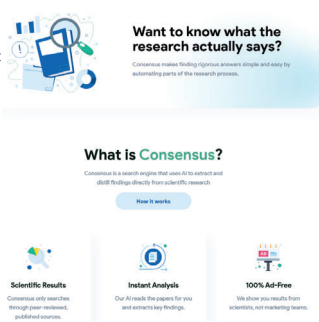 Want to know what the
research actually says?
Consensus makes finding rigorous answers simple and easy by
automating parts of the research process.
What is Consensus?
Consensus is a search engine that uses AI to extract and
distill findings directly from scientific research
How it works
Scientific Results
Consensus only searches
through peer-reviewed,
published sources.
Instant Analysis
Our AI reads the papers for you
and extracts key findings.
100% Ad-Free
We show you results from
scientists, not marketing teams.